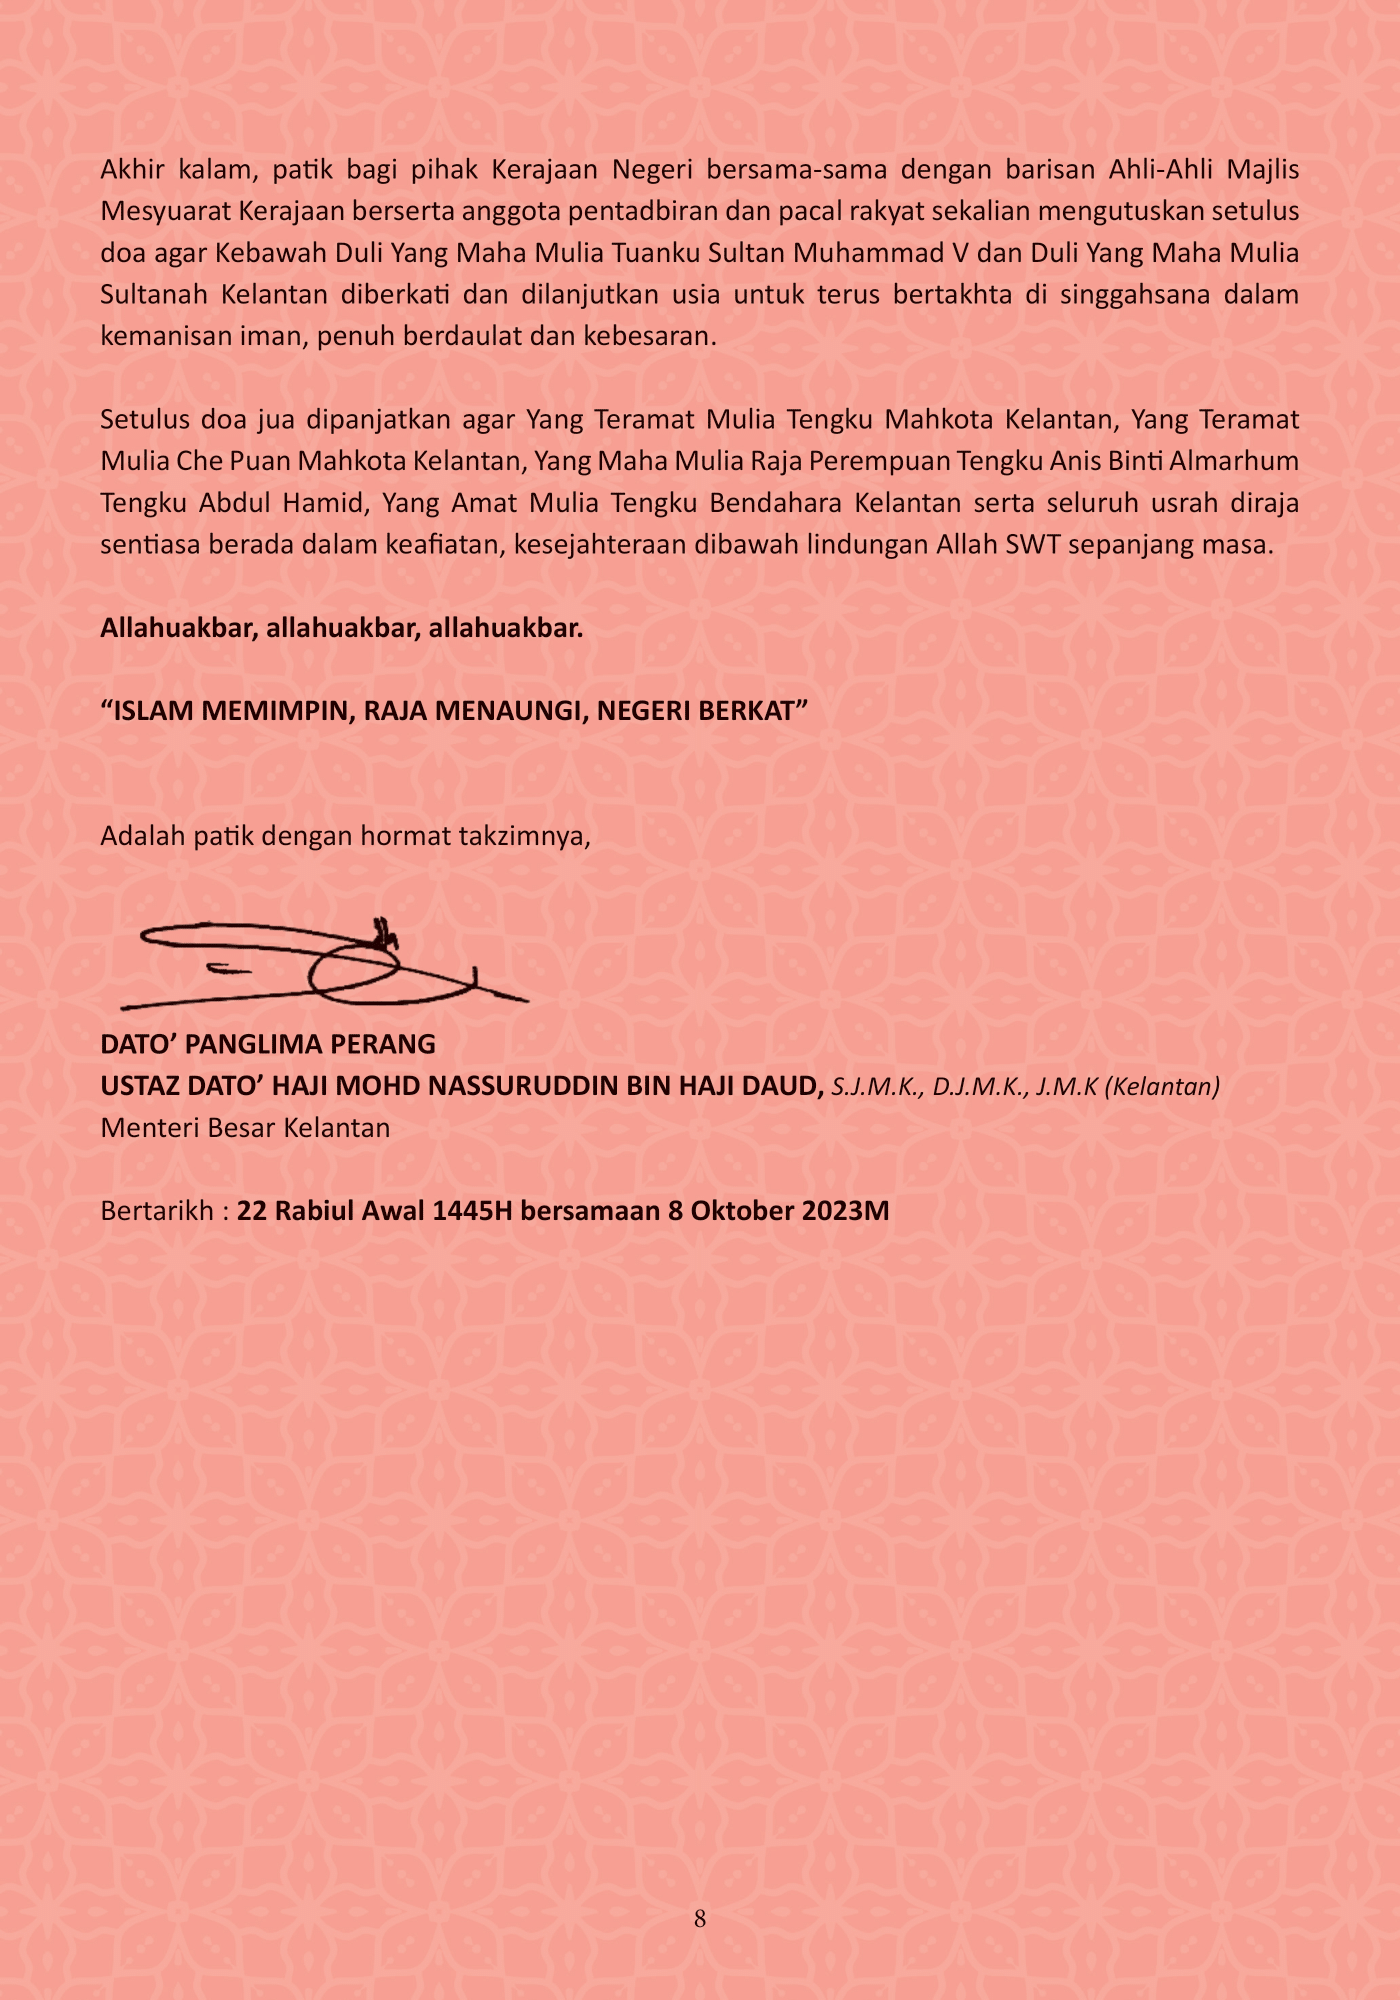 Akhir kalam, patik bagi pihak Kerajaan Negeri bersama-sama dengan barisan Ahli-Ahli Majlis
Mesyuarat Kerajaan berserta anggota pentadbiran dan pacal rakyat sekalian mengutuskan setulus
doa agar Kebawah Duli Yang Maha Mulia Tuanku Sultan Muhammad V dan Duli Yang Maha Mulia
Sultanah Kelantan diberkati dan dilanjutkan usia untuk terus bertakhta di singgahsana dalam
kemanisan iman, penuh berdaulat dan kebesaran.
Setulus doa jua dipanjatkan agar Yang Teramat Mulia Tengku Mahkota Kelantan, Yang Teramat
Mulia Che Puan Mahkota Kelantan, Yang Maha Mulia Raja Perempuan Tengku Anis Binti Almarhum
Tengku Abdul Hamid, Yang Amat Mulia Tengku Bendahara Kelantan serta seluruh usrah diraja
sentiasa berada dalam keafiatan, kesejahteraan dibawah lindungan Allah SWT sepanjang masa.
Allahuakbar, allahuakbar, allahuakbar.
“ISLAM MEMIMPIN, RAJA MENAUNGI, NEGERI BERKAT”
Adalah patik dengan hormat takzimnya,
DATO’ PANGLIMA PERANG
USTAZ DATO’ HAJI MOHD NASSURUDDIN BIN HAJI DAUD, S.J.M.K., D.J.M.K., J.M.K (Kelantan)
Menteri Besar Kelantan
Bertarikh : 22 Rabiul Awal 1445H bersamaan 8 Oktober 2023M
8